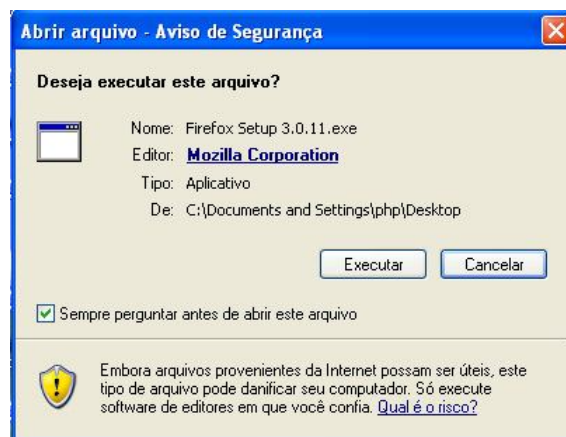 Abrir arquivo - Aviso de Segurança
Deseja executar este arquivo?
Nome: Firefox Setup 3.0.11.exe
Editor: Mozilla Corporation
Tipo: Aplicativo
De: C:\Documents and Settings\php\Desktop
Executar Cancelar
Sempre perguntar antes de abrir este arquivo
Embora arquivos provenientes da Internet possam ser úteis, este
tipo de arquivo pode danificar seu computador. Só execute
software de editores em que você confia. Qual é o risco?